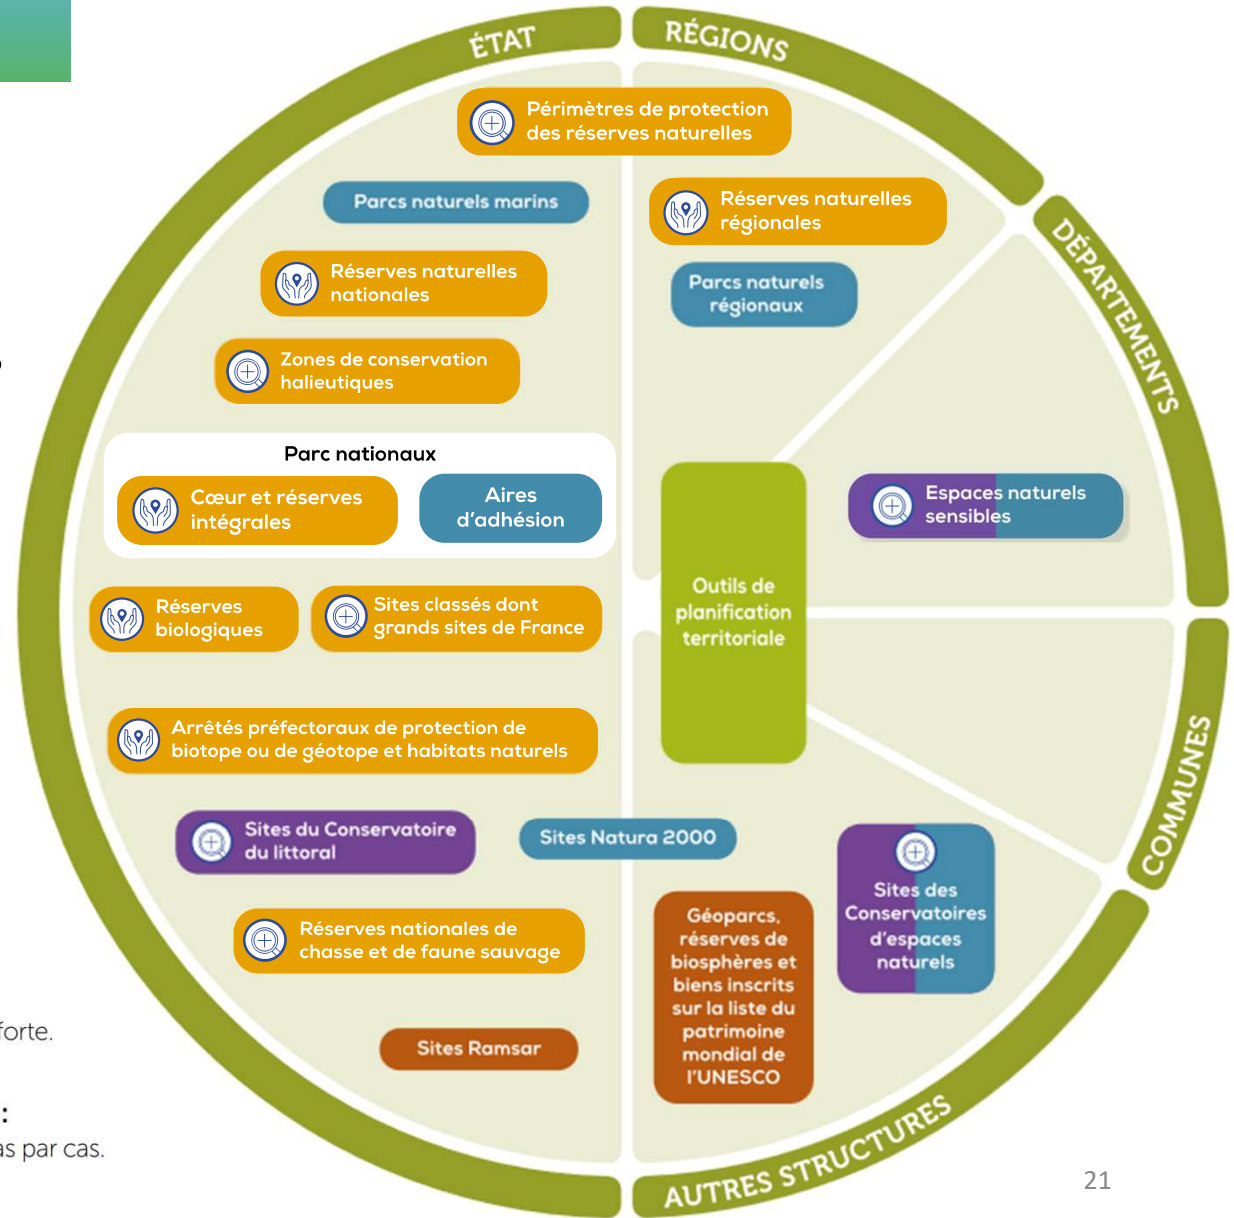 ÉTAT
RÉGIONS
DÉPARTEMENTS
COMMUNES
AUTRES STRUCTURES
Périmètres de protection
des réserves naturelles
Parcs naturels marins
Réserves naturelles
régionales
Réserves naturelles
nationales
Parcs naturels
régionaux
Zones de conservation
halieutiques
Parc nationaux
Cœur et réserves
intégrales
Aires
d'adhésion
Espaces naturels
sensibles
Réserves
biologiques
Sites classés dont
grands sites de France
Outils de
planification
territoriale
Arrêtés préfectoraux de protection de
biotope ou de géotope et habitats naturels
Sites du Conservatoire
du littoral
Sites Natura 2000
Sites des
Conservatoires
d'espaces
naturels
Réserves nationales de
chasse et de faune sauvage
Géoparcs,
réserves de
biosphères et
biens inscrits
sur la liste du
patrimoine
mondial de
l'UNESCO
Sites Ramsar
forte.
:
as par cas.
21